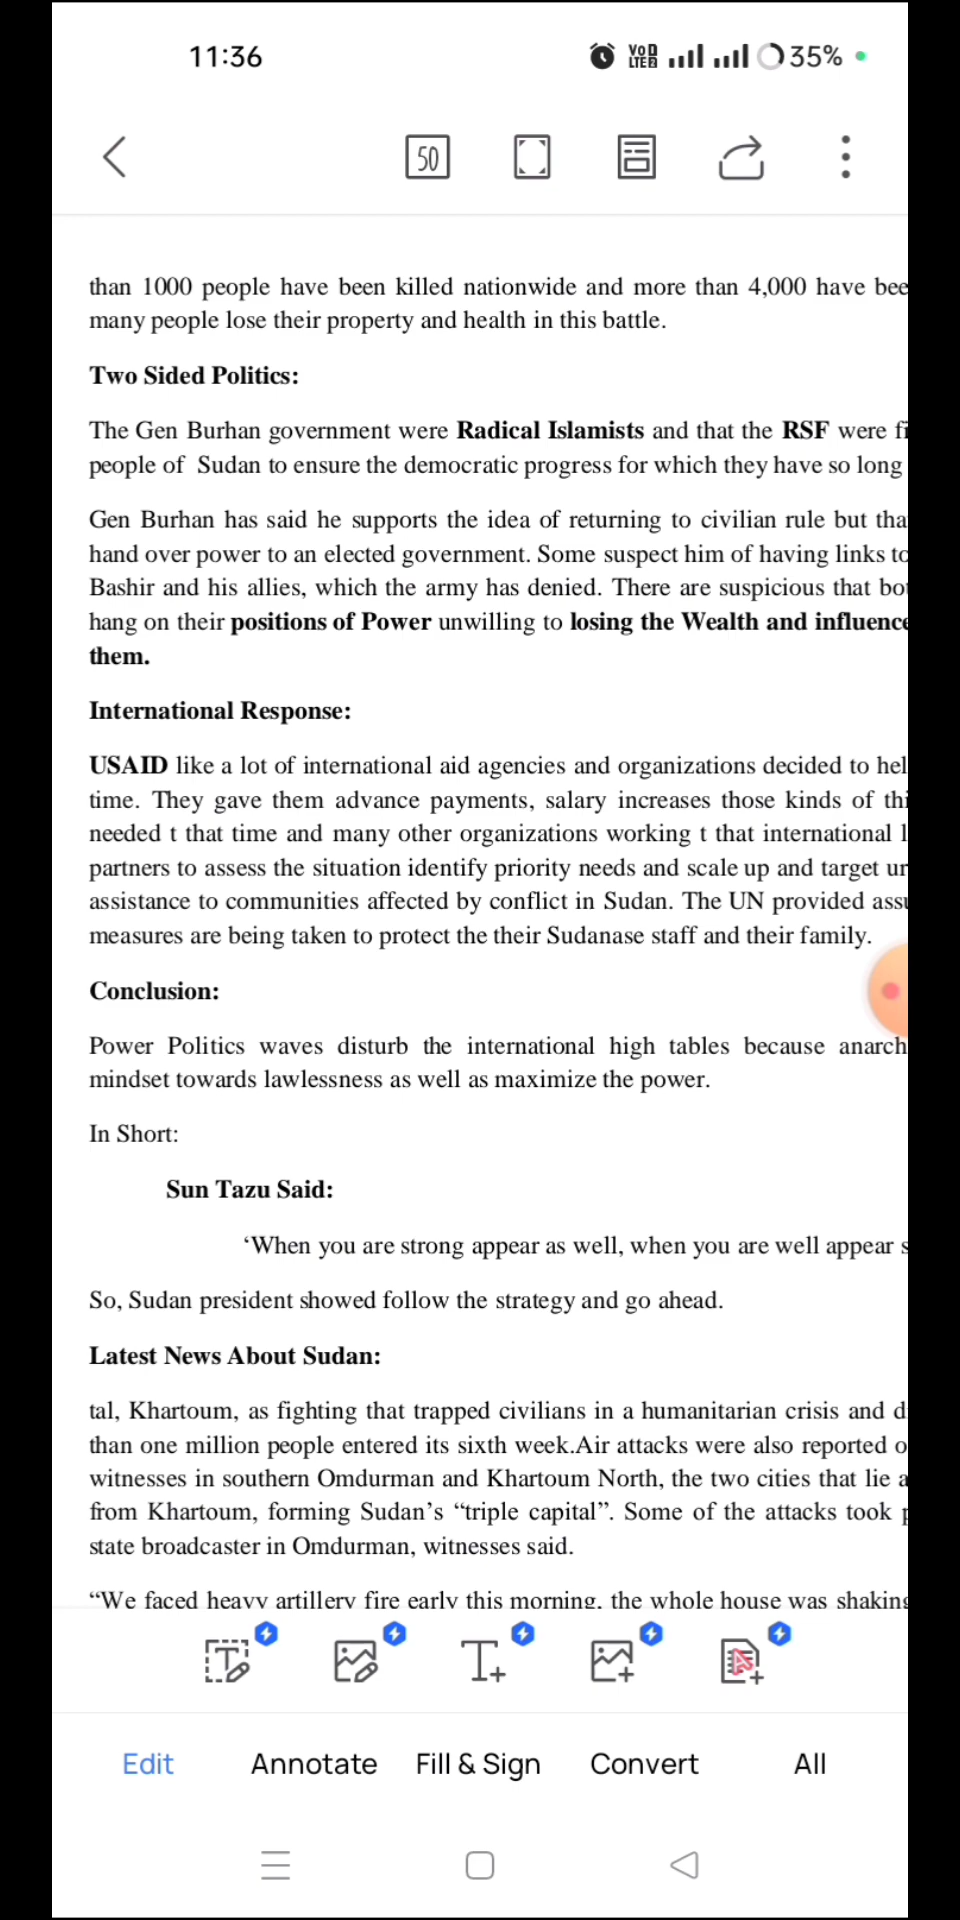 11:36
VoD
LTE2
35%
50
than 1000 people have been killed nationwide and more than 4,000 have bee
many people lose their property and health in this battle.
Two Sided Politics:
The Gen Burhan government were Radical Islamists and that the RSF were fi
people of Sudan to ensure the democratic progress for which they have so long
Gen Burhan has said he supports the idea of returning to civilian rule but tha
hand over power to an elected government. Some suspect him of having links to
Bashir and his allies, which the army has denied. There are suspicious that bo
hang on their positions of Power unwilling to losing the Wealth and influence
them.
International Response:
USAID like a lot of international aid agencies and organizations decided to hel
time. They gave them advance payments, salary increases those kinds of thi
needed t that time and many other organizations working t that international l
partners to assess the situation identify priority needs and scale up and target ur
assistance to communities affected by conflict in Sudan. The UN provided assu
measures are being taken to protect the their Sudanase staff and their family.
Conclusion:
Power Politics waves disturb the international high tables because anarch
mindset towards lawlessness as well as maximize the power.
In Short:
Sun Tazu Said:
‘When you are strong appear as well, when you are well appear s
So, Sudan president showed follow the strategy and go ahead.
Latest News About Sudan:
tal, Khartoum, as fighting that trapped civilians in a humanitarian crisis and d
than one million people entered its sixth week.Air attacks were also reported o
witnesses in southern Omdurman and Khartoum North, the two cities that lie a
from Khartoum, forming Sudan’s “triple capital”. Some of the attacks took p
state broadcaster in Omdurman, witnesses said.
“We faced heavy artillery fire early this morning, the whole house was shaking
Edit Annotate Fill & Sign Convert All